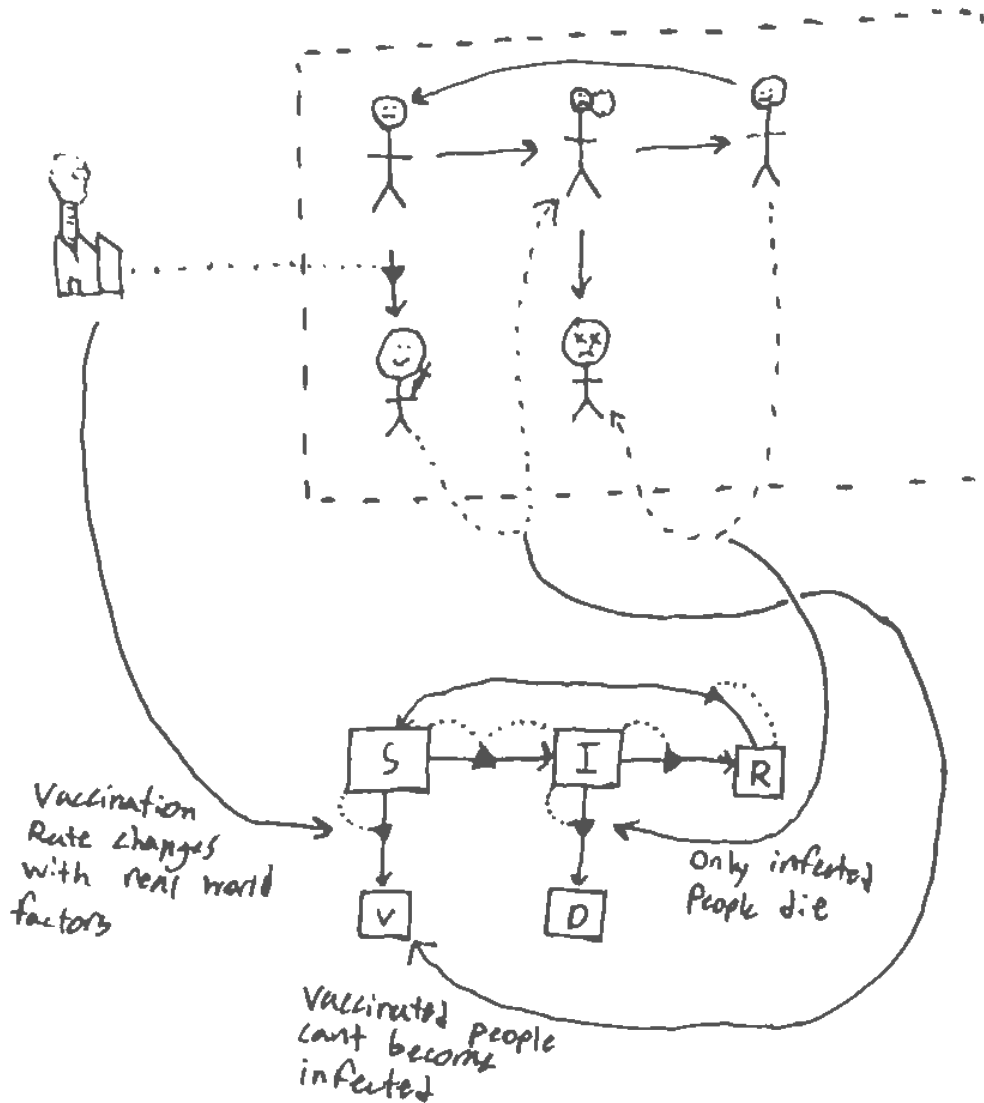 S
I
R
Vaccination
Rate changes
with real world
factors
Only infected
People die
V
D
Vaccinated people
cant become
infected